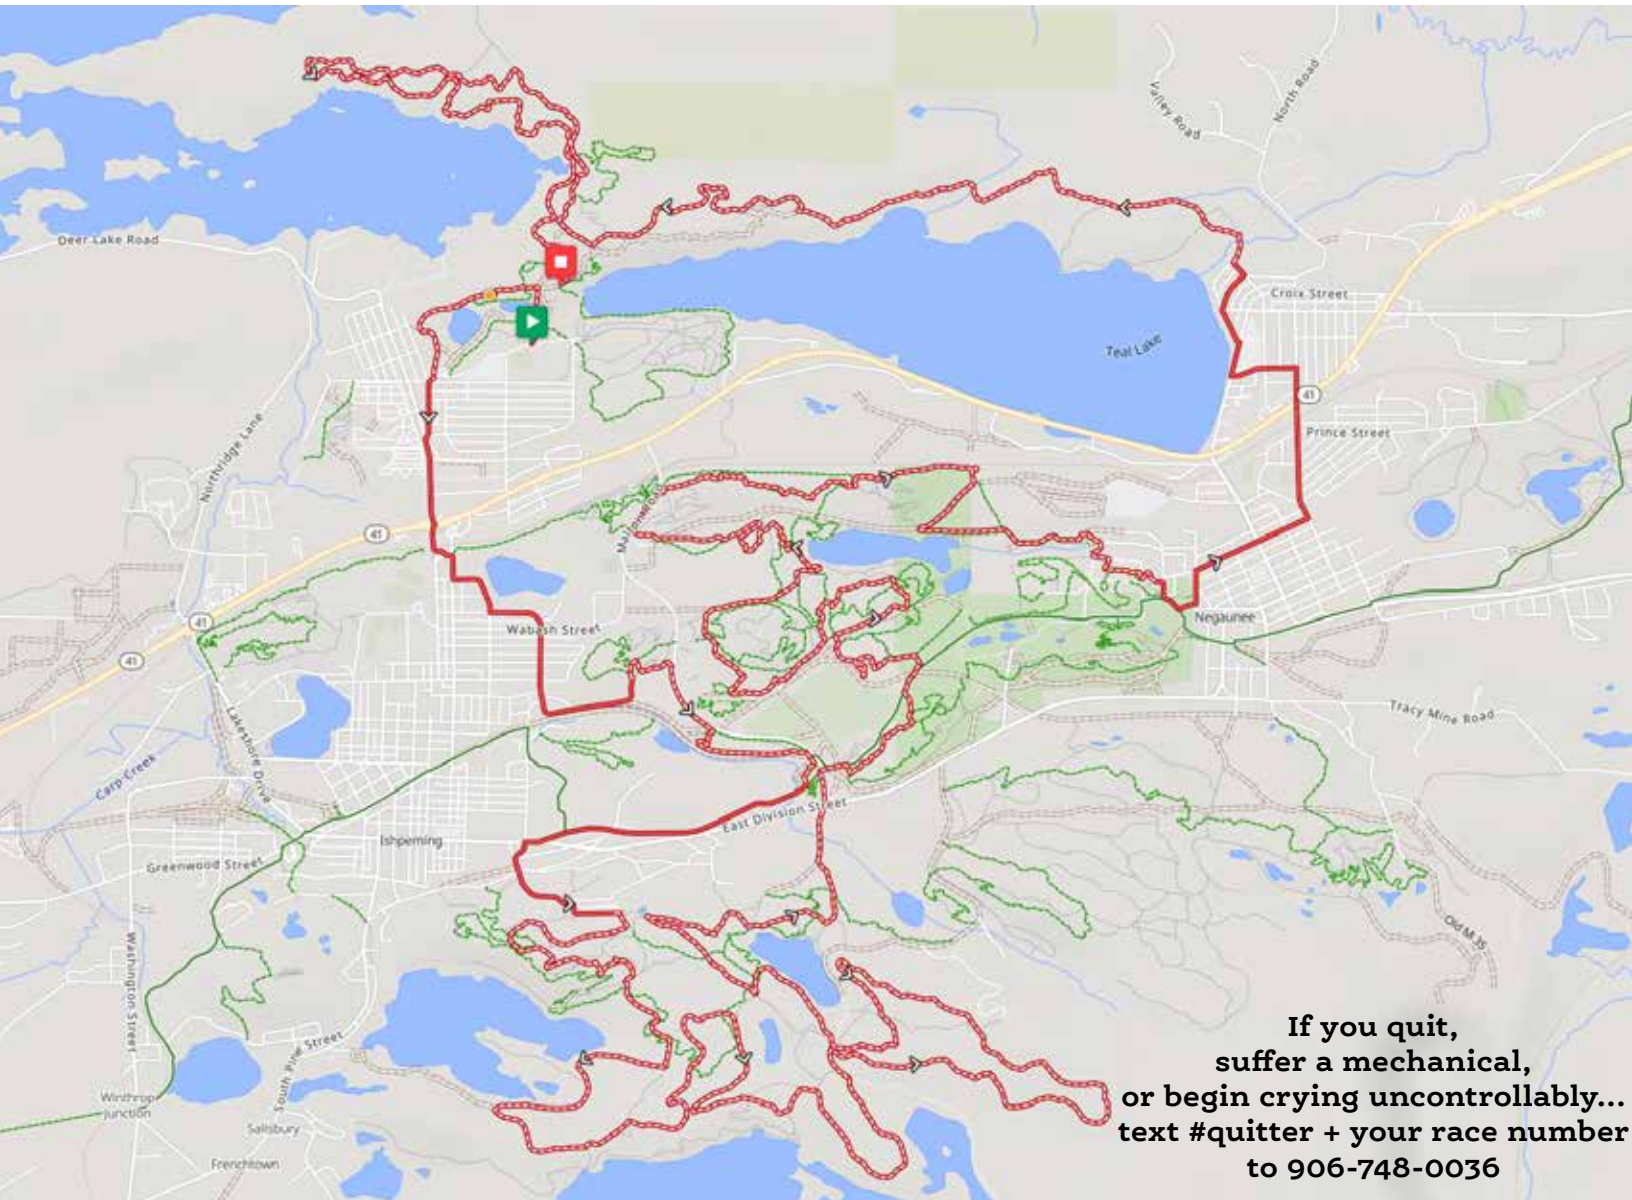 Valley Road
North Road
Deer Lake Road
Croix Street
Teal Lake
41
Prince Street
Northridge Lane
41
41
Wabash Street
Negaunee
41
Lakeshore Drive
Tracy Mine Road
Carp Creek
East Division Street
Ishpeming
Greenwood Street
Old M 35
Washington Street
South Pine Street
Winthrop
Junction
Salisbury
Frenchtown
If you quit,
suffer a mechanical,
or begin crying uncontrollably...
text #quitter + your race number
to 906-748-0036